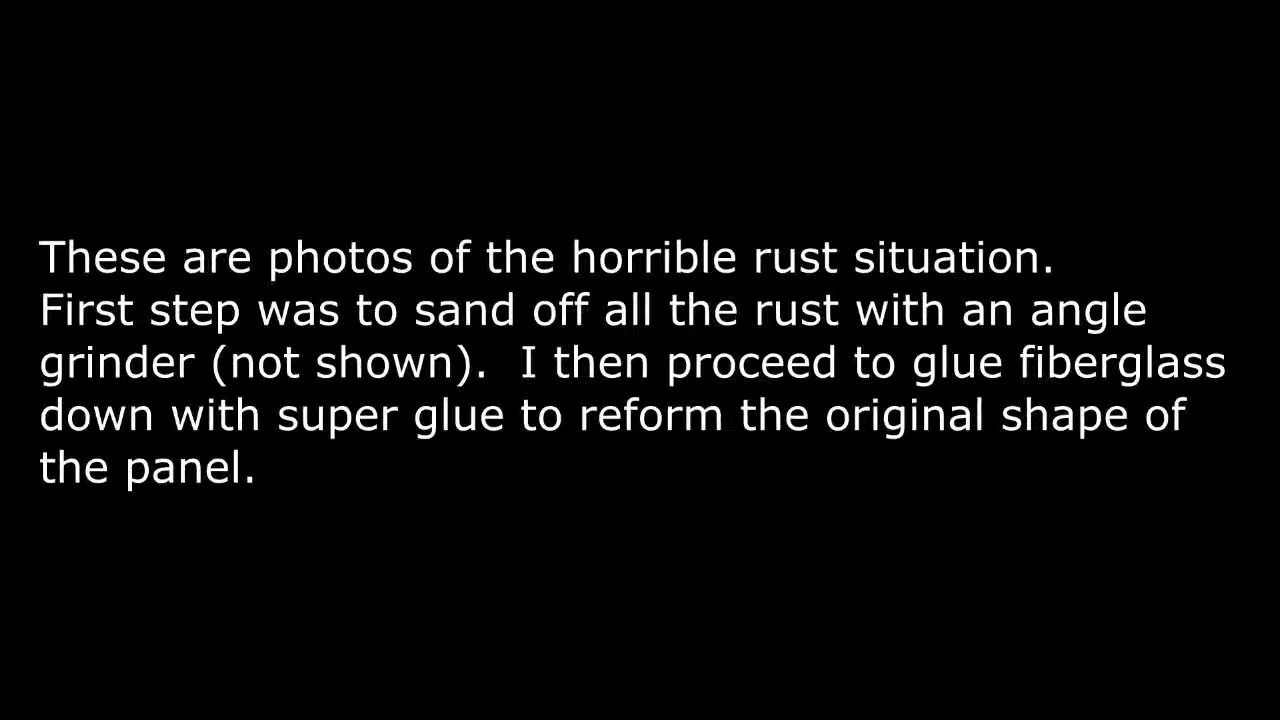 These are photos of the horrible rust situation.
First step was to sand off all the rust with an angle
grinder (not shown).  I then proceed to glue fiberglass
down with super glue to reform the original shape of
the panel.